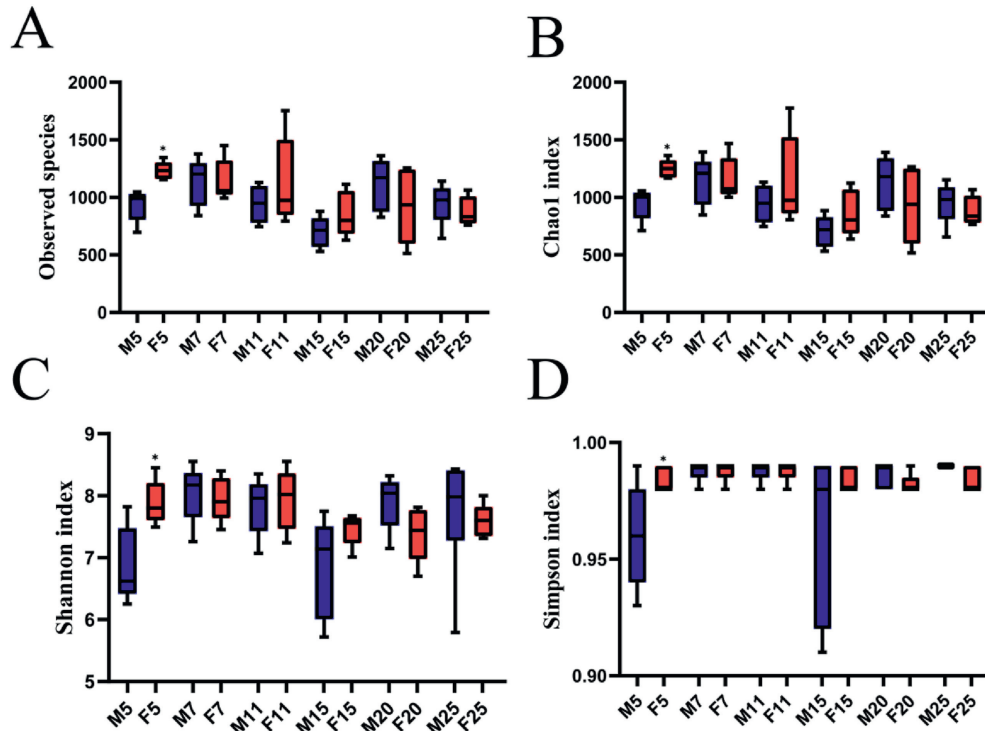 A
Observed species
2000
1500
1000
500
0
*
M5 F5 M7 F7 M11 F11 M15 F15 M20 F20 M25 F25
B
Chao1 index
2000
1500
1000
500
0
*
M5 F5 M7 F7 M11 F11 M15 F15 M20 F20 M25 F25
C
Shannon index
9
8
7
6
5
*
M5 F5 M7 F7 M11 F11 M15 F15 M20 F20 M25 F25
D
Simpson index
1.00
0.95
0.90
*
M5 F5 M7 F7 M11 F11 M15 F15 M20 F20 M25 F25